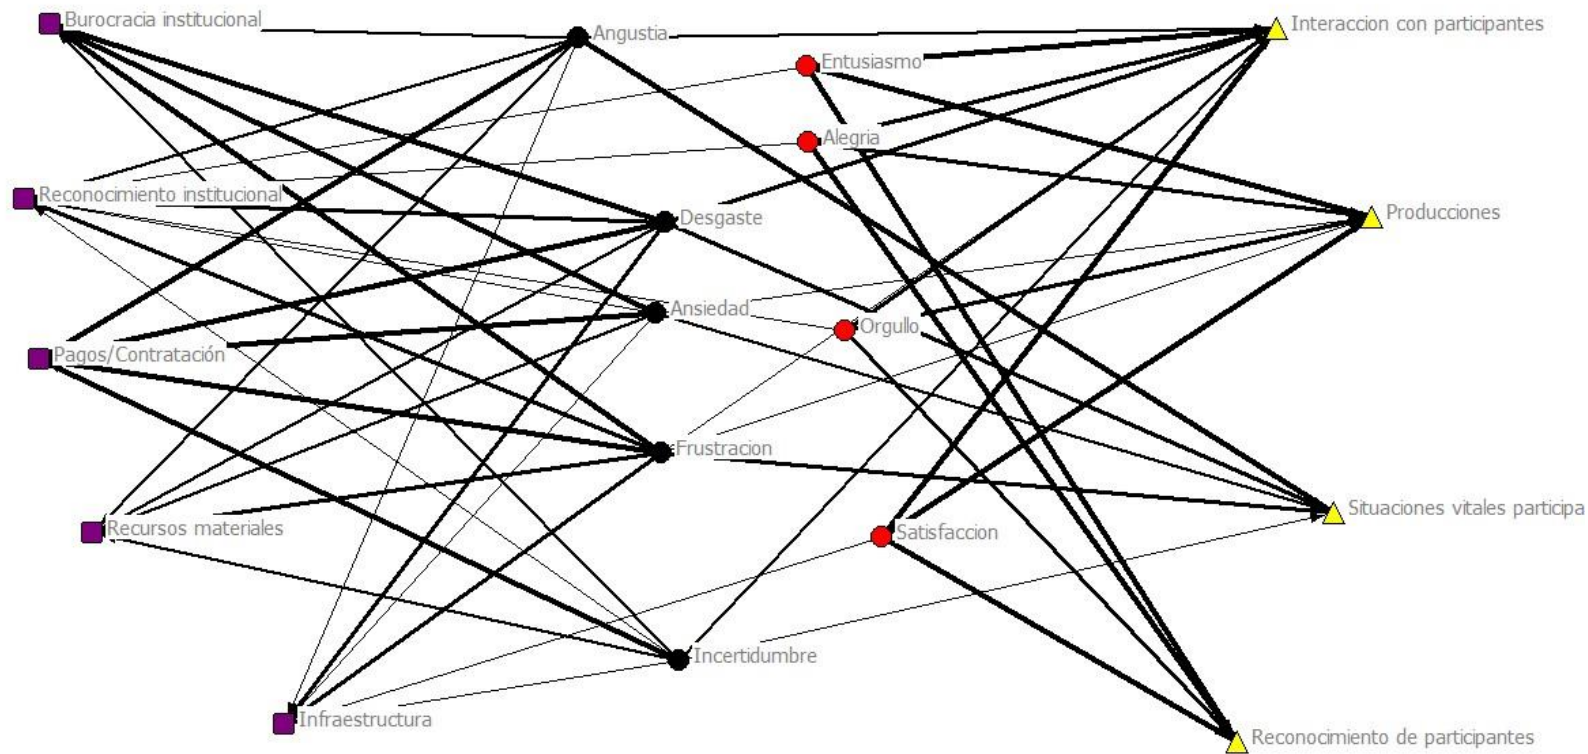 Burocracia institucional
Angustia
Interaccion con participantes
Entusiasmo
Alegria
Reconocimiento institucional
Desgaste
Producciones
Ansiedad
Orgullo
Pagos/Contratación
Frustracion
Situaciones vitales participa
Recursos materiales
Satisfaccion
Incertidumbre
Infraestructura
Reconocimiento de participantes